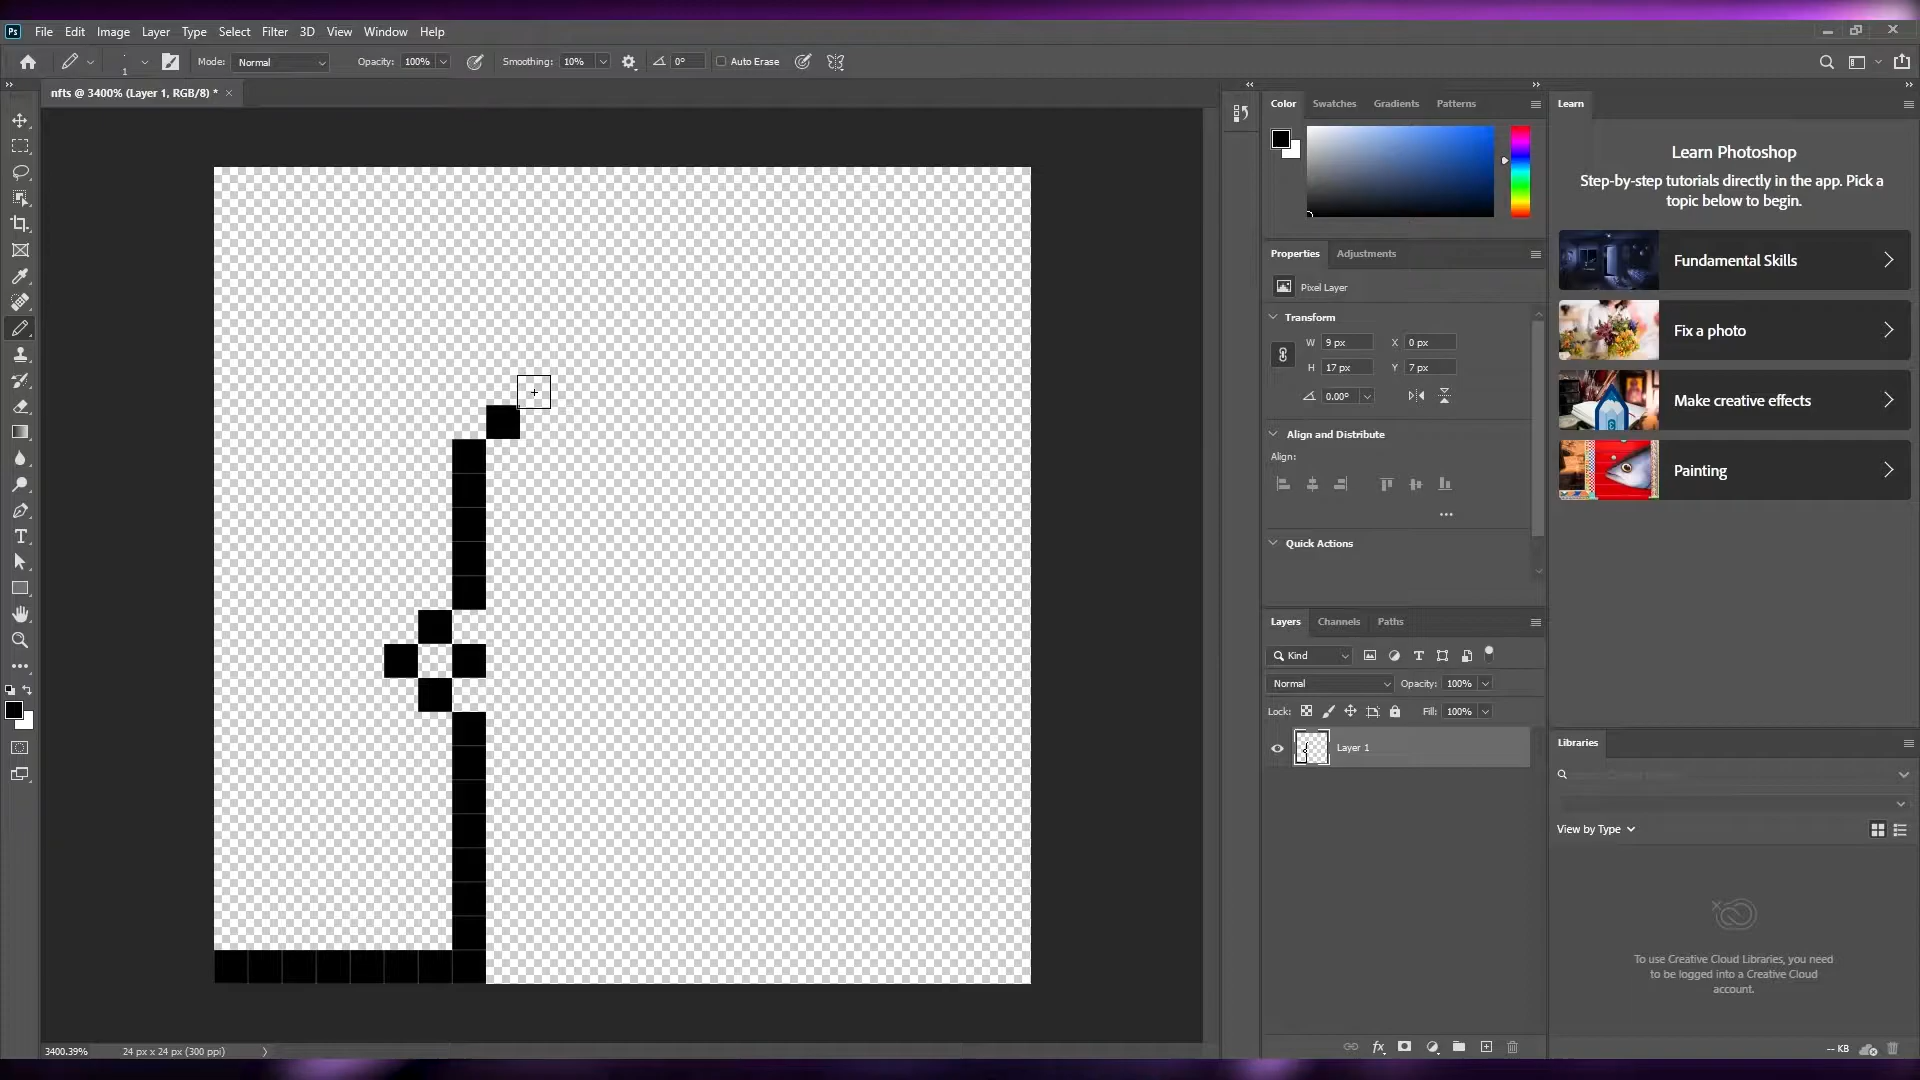 Ps File Edit Image Layer Type Select Filter 3D View Window Help
1 Mode: Normal Opacity: 100% Smoothing: 10% 0° Auto Erase
nfts @ 3400% (Layer 1, RGB/8) * ×
Color Swatches Gradients Patterns
Learn
Learn Photoshop
Step-by-step tutorials directly in the app. Pick a
topic below to begin.
Fundamental Skills
Fix a photo
Make creative effects
Painting
Properties Adjustments
Pixel Layer
Transform
W 9 px X 0 px
H 17 px Y 7 px
0.00°
Align and Distribute
Align:
Quick Actions
Layers Channels Paths
Kind
Normal Opacity: 100%
Lock: Fill: 100%
Layer 1
Libraries
View by Type
To use Creative Cloud Libraries, you need
to be logged into a Creative Cloud
account.
-- KB
3400.39% 24 px x 24 px (300 ppi)